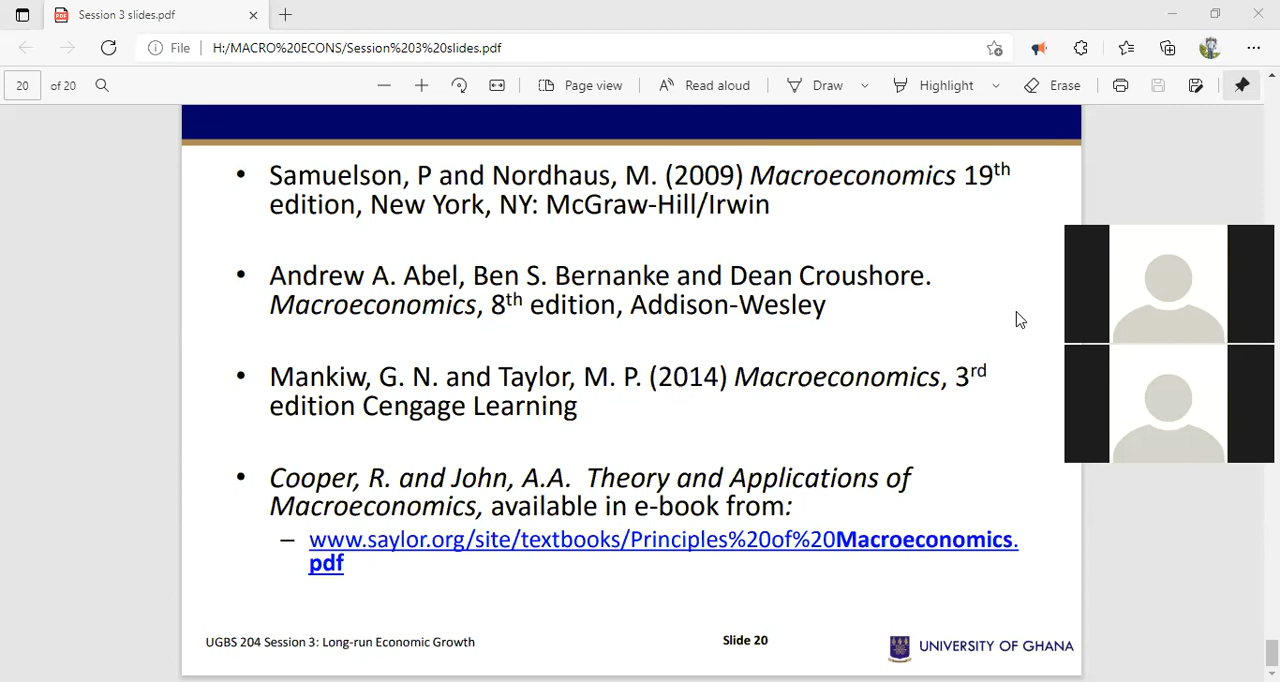 Session 3 slides.pdf
File H:/MACRO%20ECONS/Session%203%20slides.pdf
20 of 20 Page view Read aloud Draw Highlight Erase
• Samuelson, P and Nordhaus, M. (2009) Macroeconomics 19th
edition, New York, NY: McGraw-Hill/Irwin
• Andrew A. Abel, Ben S. Bernanke and Dean Croushore.
Macroeconomics, 8th edition, Addison-Wesley
• Mankiw, G. N. and Taylor, M. P. (2014) Macroeconomics, 3rd
edition Cengage Learning
• Cooper, R. and John, A.A. Theory and Applications of
Macroeconomics, available in e-book from:
– www.saylor.org/site/textbooks/Principles%20of%20Macroeconomics.
pdf
UGBS 204 Session 3: Long-run Economic Growth Slide 20 UNIVERSITY OF GHANA